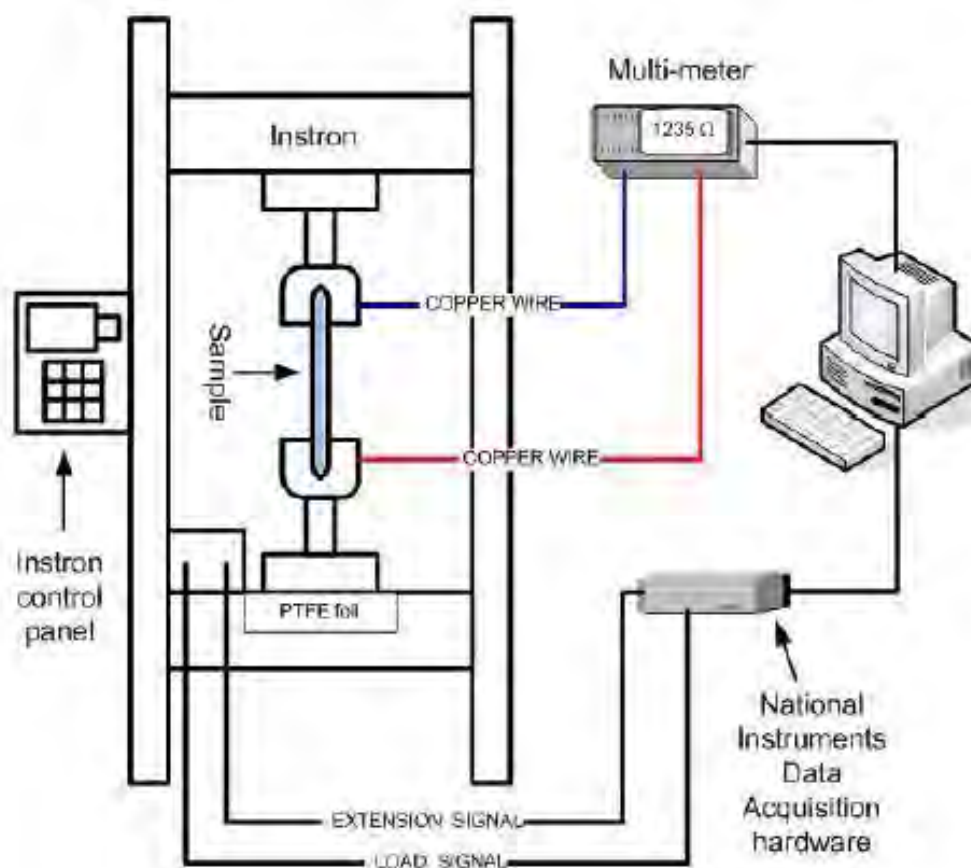 Multi-meter
1235 Ω
Instron
COPPER WIRE
Sample
COPPER WIRE
Instron
control
panel
PTFE foil
National
Instruments
Data
Acquisition
hardware
EXTENSION SIGNAL
LOAD SIGNAL